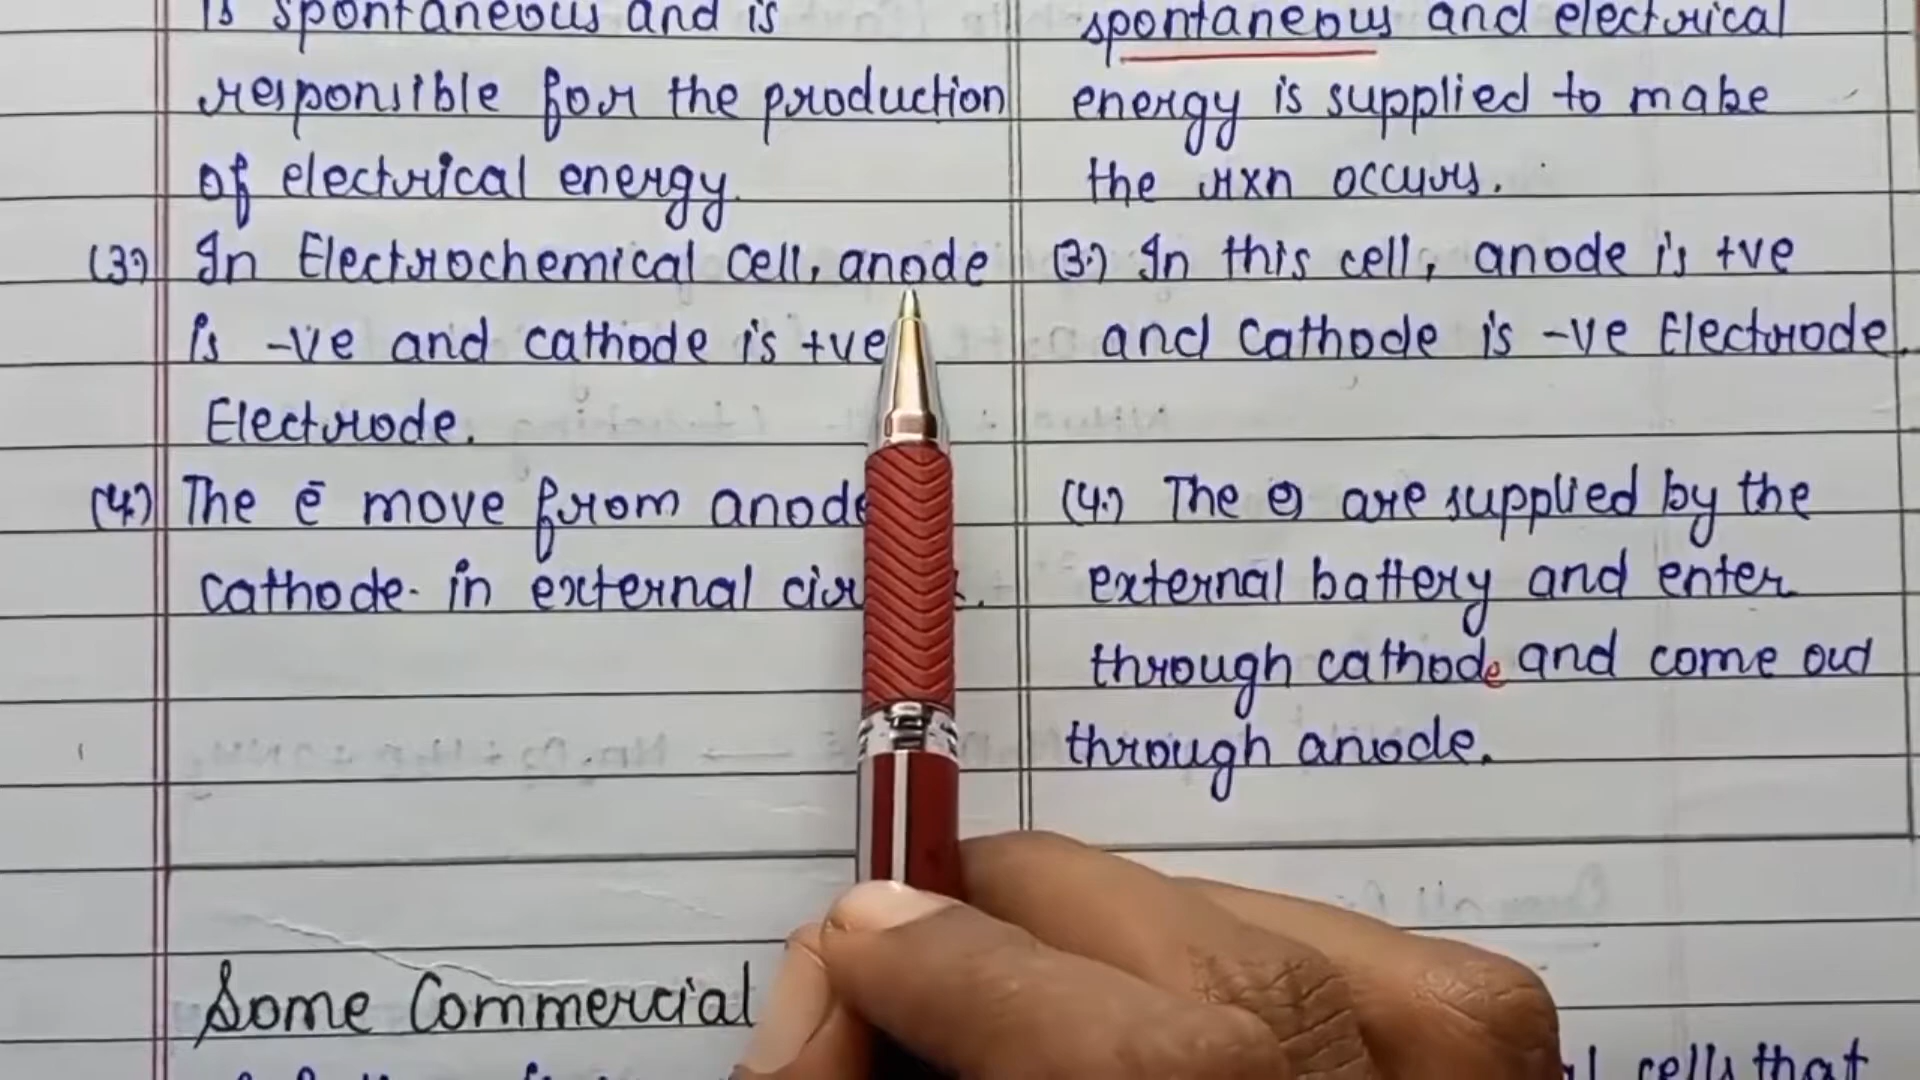 is spontaneous and is
responsible for the production
of electrical energy.
(3) In Electrochemical cell, anode
is -ve and cathode is +ve
Electrode.
(4.) The ē move from anode
cathode. in external
spontaneous and electrical
energy is supplied to make
the rxn occurs.
(3.) In this cell, anode is +ve
and cathode is -ve Electrode.
(4.) The e are supplied by the
external battery and enter
through cathode and come out
through anode.
Some Commercial
cells that